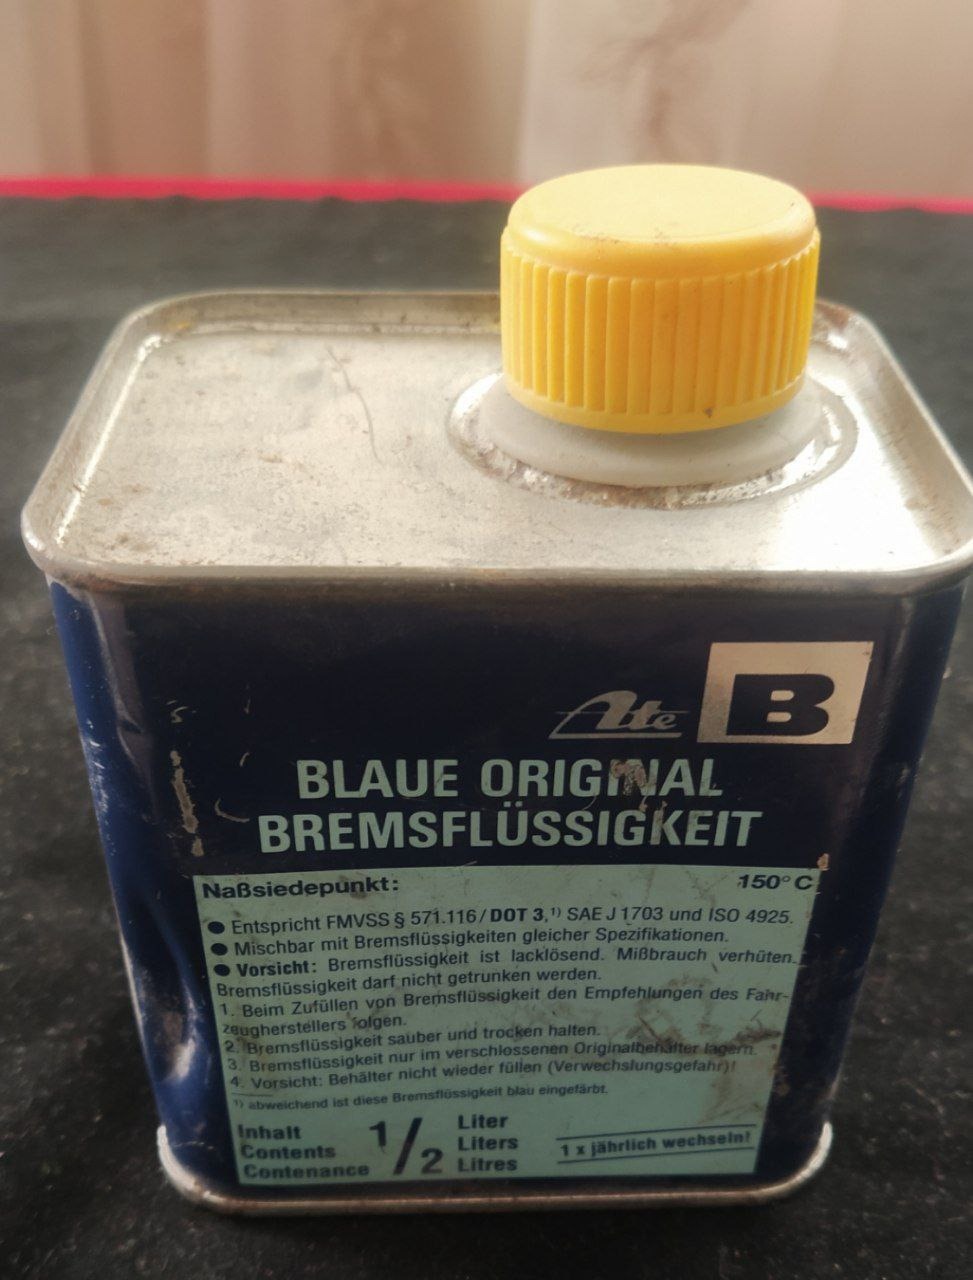 Ate B
BLAUE ORIGINAL
BREMSFLÜSSIGKEIT
Naßsiedepunkt: 150°C
● Entspricht FMVSS § 571.116/DOT 3,¹) SAE J 1703 und ISO 4925.
● Mischbar mit Bremsflüssigkeiten gleicher Spezifikationen.
● Vorsicht: Bremsflüssigkeit ist lacklösend. Mißbrauch verhüten.
Bremsflüssigkeit darf nicht getrunken werden.
1. Beim Zufüllen von Bremsflüssigkeit den Empfehlungen des Fahr-
zeugherstellers folgen.
2. Bremsflüssigkeit sauber und trocken halten.
3. Bremsflüssigkeit nur im verschlossenen Originalbehälter lagern.
4. Vorsicht: Behälter nicht wieder füllen (Verwechslungsgefahr)!
¹) abweichend ist diese Bremsflüssigkeit blau eingefärbt.
Inhalt
Contents
Contenance
1/2
Liter
Liters
Litres
1 x jährlich wechseln!